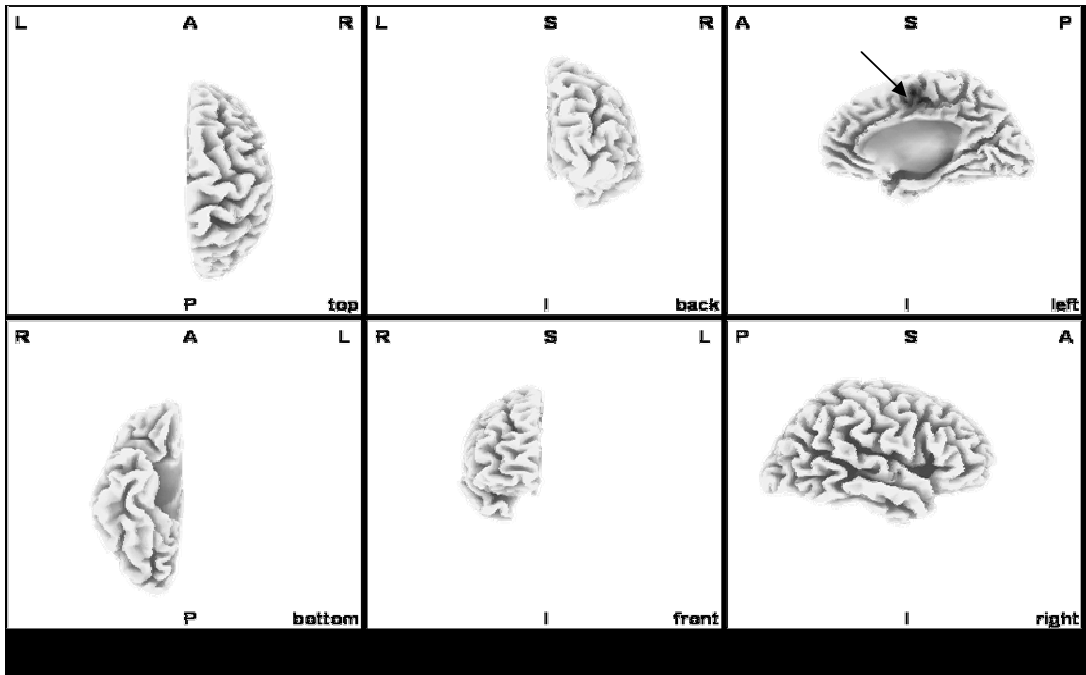 L A R
P top
L S R
I back
A S P
I left
R A L
P bottom
R S L
I front
P S A
I right